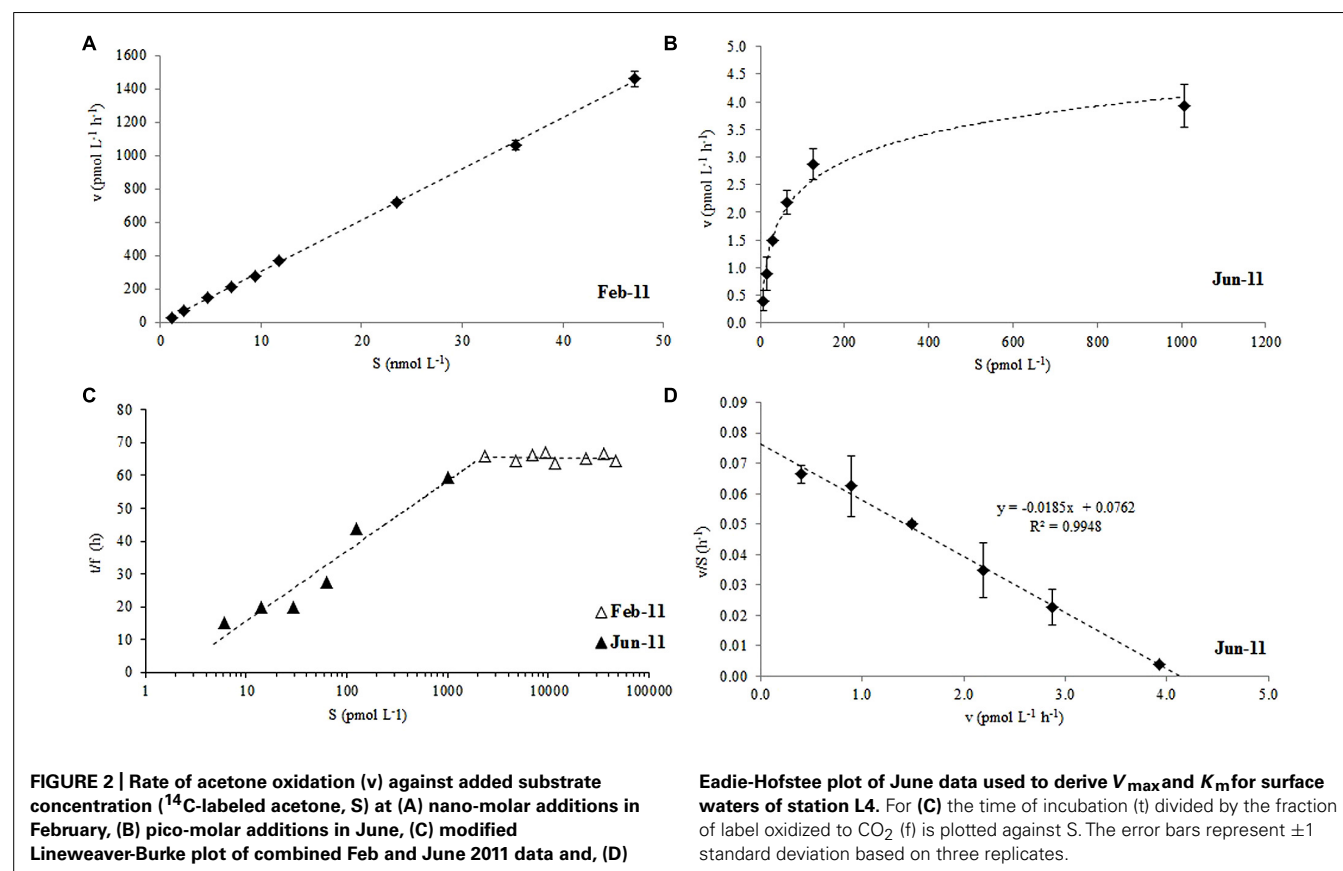 A
1600
1400
1200
1000
800
600
400
200
0
v (pmol L-1 h-1)
0 10 20 30 40 50
S (nmol L-1)
Feb-11
B
5.0
4.5
4.0
3.5
3.0
2.5
2.0
1.5
1.0
0.5
0.0
v (pmol L-1 h-1)
0 200 400 600 800 1000 1200
S (pmol L-1)
Jun-11
C
80
70
60
50
40
30
20
10
0
t/f (h)
1 10 100 1000 10000 100000
S (pmol L-1)
Feb-11
Jun-11
D
0.09
0.08
0.07
0.06
0.05
0.04
0.03
0.02
0.01
0.00
v/S (h-1)
0.0 1.0 2.0 3.0 4.0 5.0
v (pmol L-1 h-1)
y = -0.0185x + 0.0762
R² = 0.9948
Jun-11
FIGURE 2 | Rate of acetone oxidation (v) against added substrate
concentration (14C-labeled acetone, S) at (A) nano-molar additions in
February, (B) pico-molar additions in June, (C) modified
Lineweaver-Burke plot of combined Feb and June 2011 data and, (D)
Eadie-Hofstee plot of June data used to derive Vmax and Km for surface
waters of station L4. For (C) the time of incubation (t) divided by the fraction
of label oxidized to CO2 (f) is plotted against S. The error bars represent ±1
standard deviation based on three replicates.